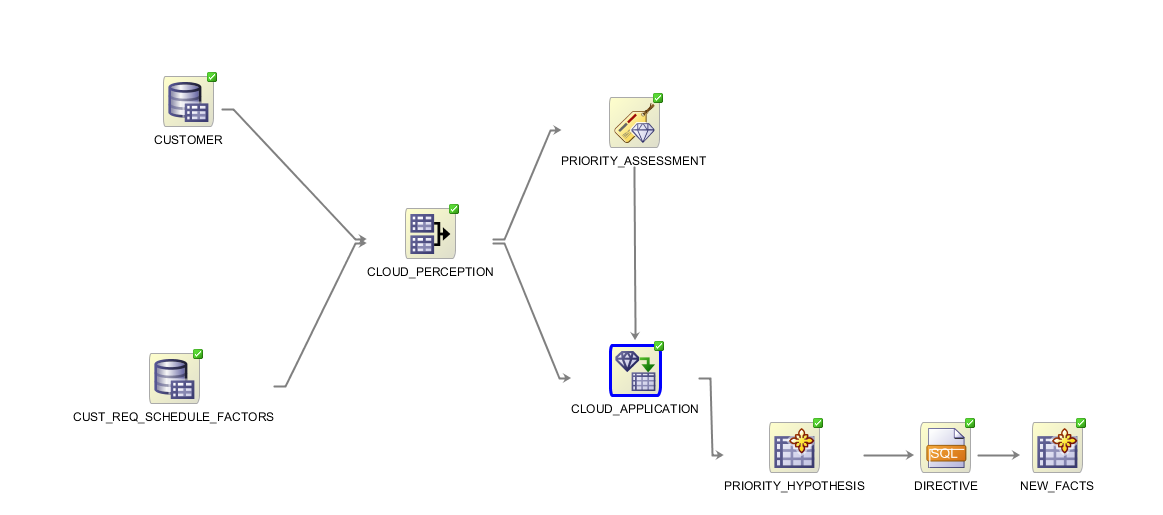 CUSTOMER
PRIORITY_ASSESSMENT
CLOUD_PERCEPTION
CUST_REQ_SCHEDULE_FACTORS
CLOUD_APPLICATION
SQL
PRIORITY_HYPOTHESIS
DIRECTIVE
NEW_FACTS